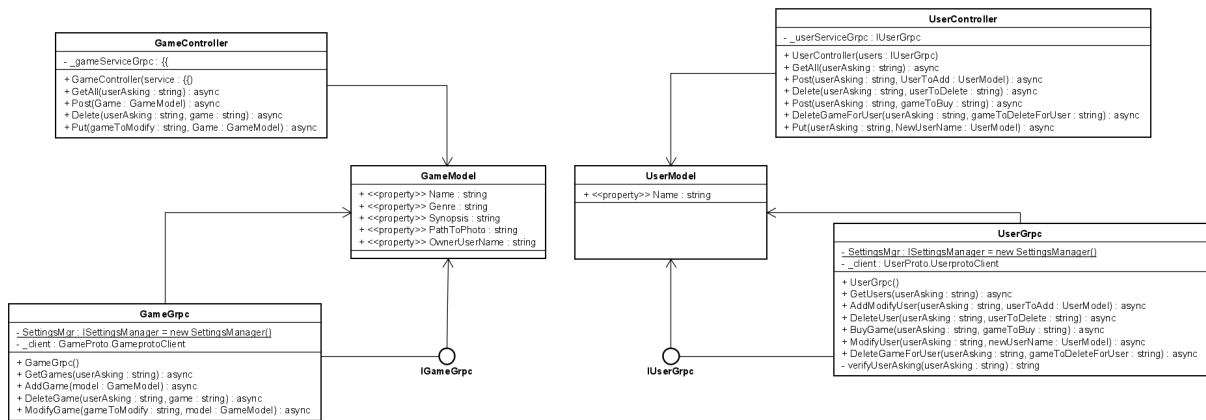 GameController
- _gameServiceGrpc : {{
+ GameController(service : {{)
+ GetAll(userAsking : string) : async
+ Post(Game : GameModel) : async
+ Delete(userAsking : string, game : string) : async
+ Put(gameToModify : string, Game : GameModel) : async
UserController
- _userServiceGrpc : IUserGrpc
+ UserController(users : IUserGrpc)
+ GetAll(userAsking : string) : async
+ Post(userAsking : string, UserToAdd : UserModel) : async
+ Delete(userAsking : string, userToDelete : string) : async
+ Post(userAsking : string, gameToBuy : string) : async
+ DeleteGameForUser(userAsking : string, gameToDeleteForUser : string) : async
+ Put(userAsking : string, NewUserName : UserModel) : async
GameModel
+ <<property>> Name : string
+ <<property>> Genre : string
+ <<property>> Synopsis : string
+ <<property>> PathToPhoto : string
+ <<property>> OwnerUserName : string
UserModel
+ <<property>> Name : string
GameGrpc
- SettingsMgr : ISettingsManager = new SettingsManager()
- _client : GameProto.GameprotoClient
+ GameGrpc()
+ GetGames(userAsking : string) : async
+ AddGame(model : GameModel) : async
+ DeleteGame(userAsking : string, game : string) : async
+ ModifyGame(gameToModify : string, model : GameModel) : async
IGameGrpc
IUserGrpc
UserGrpc
- SettingsMgr : ISettingsManager = new SettingsManager()
- _client : UserProto.UserprotoClient
+ UserGrpc()
+ GetUsers(userAsking : string) : async
+ AddModifyUser(userAsking : string, userToAdd : UserModel) : async
+ DeleteUser(userAsking : string, userToDelete : string) : async
+ BuyGame(userAsking : string, gameToBuy : string) : async
+ ModifyUser(userAsking : string, newUserName : UserModel) : async
+ DeleteGameForUser(userAsking : string, gameToDeleteForUser : string) : async
- verifyUserAsking(userAsking : string) : string